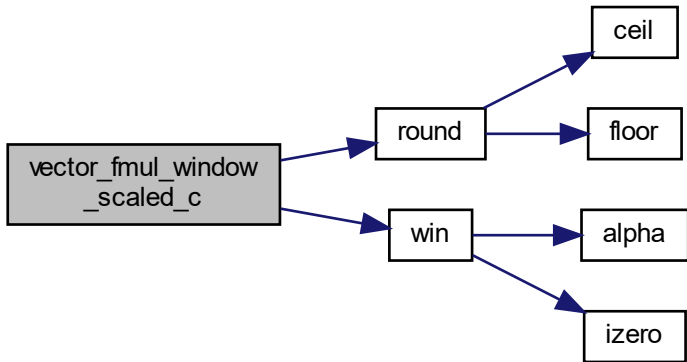 vector_fmul_window
_scaled_c
round
ceil
floor
win
alpha
izero